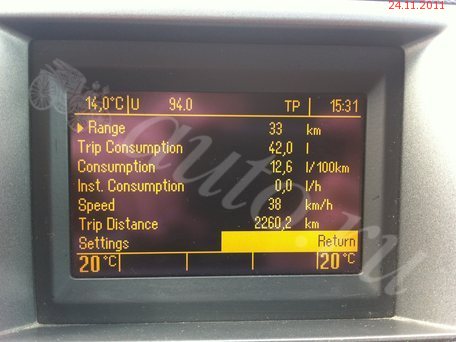 24.11.2011
14,0°C U 94.0 TP 15:31
Range 33 km
Trip Consumption 42,0 l
Consumption 12,6 l/100km
Inst. Consumption 0,0 l/h
Speed 38 km/h
Trip Distance 2260,2 km
Settings Return
20 °C 20 °C
auto.ru